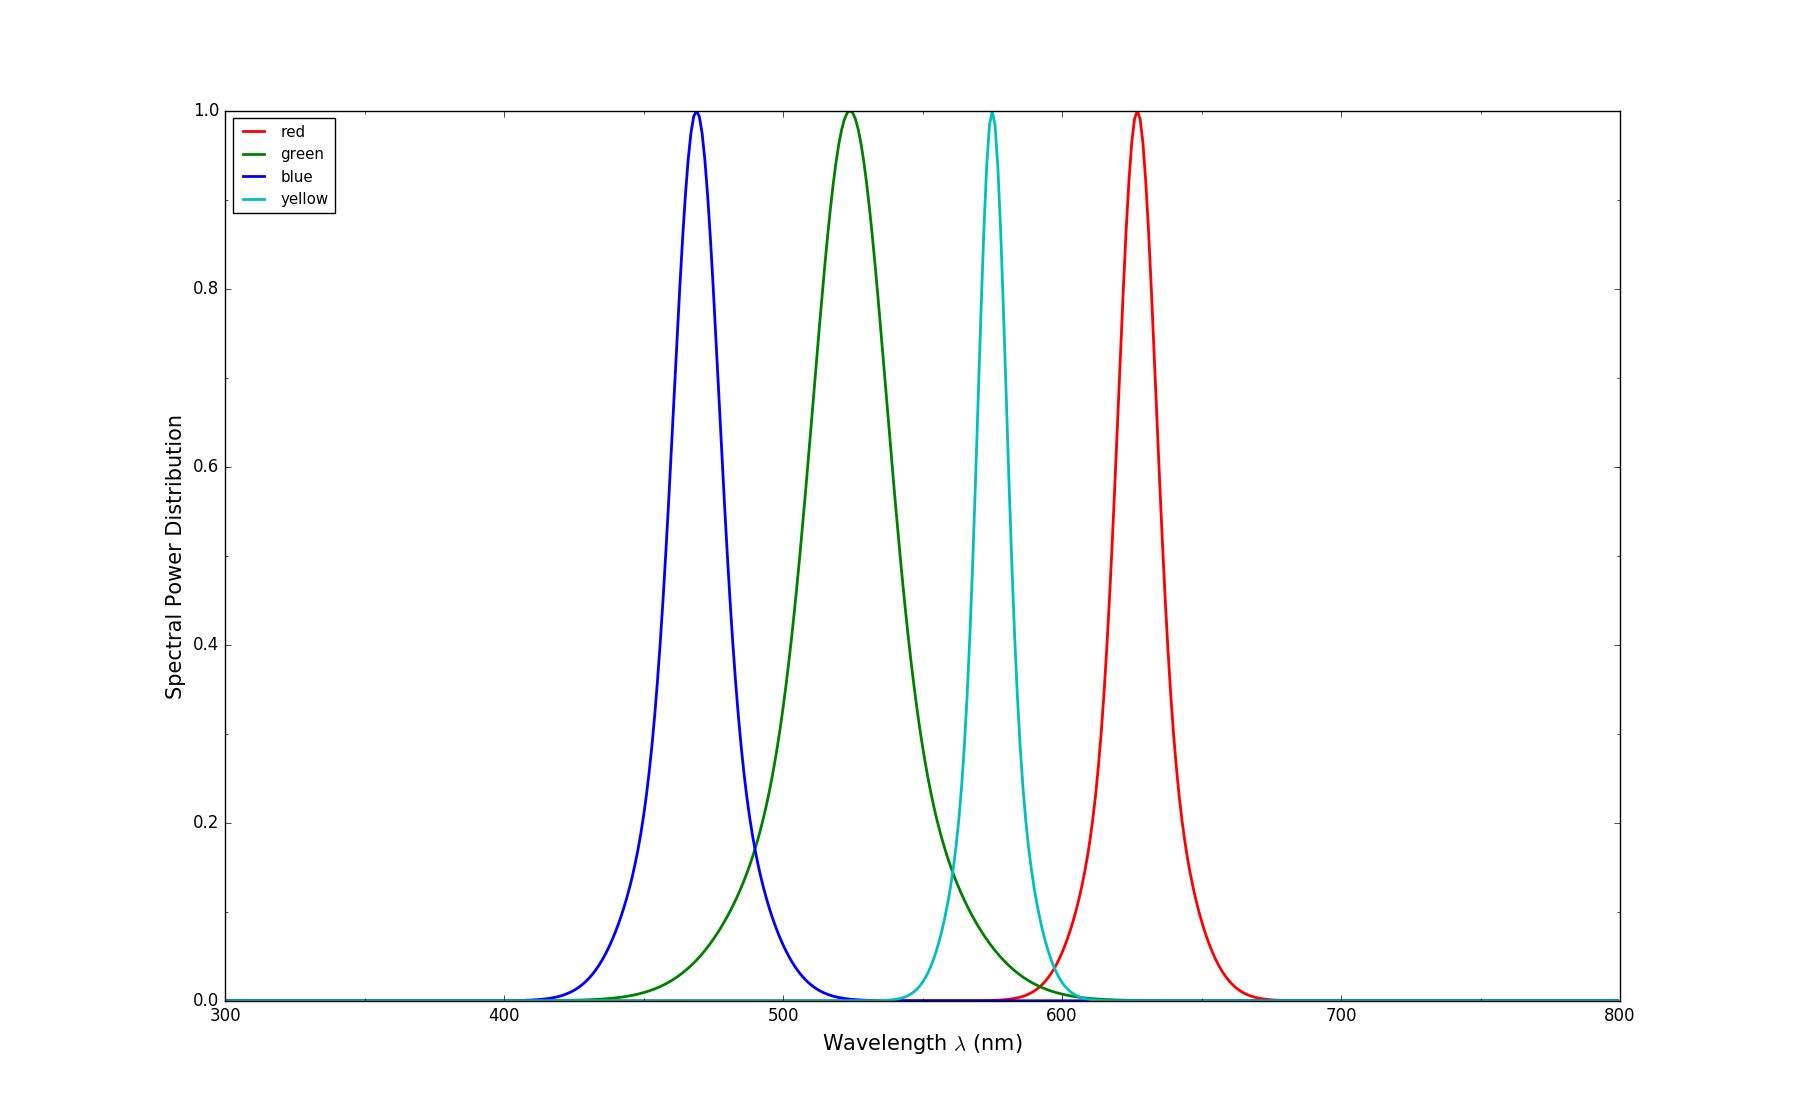 1.0
0.8
0.6
0.4
0.2
0.0
red
green
blue
yellow
Spectral Power Distribution
300 400 500 600 700 800
Wavelength λ (nm)